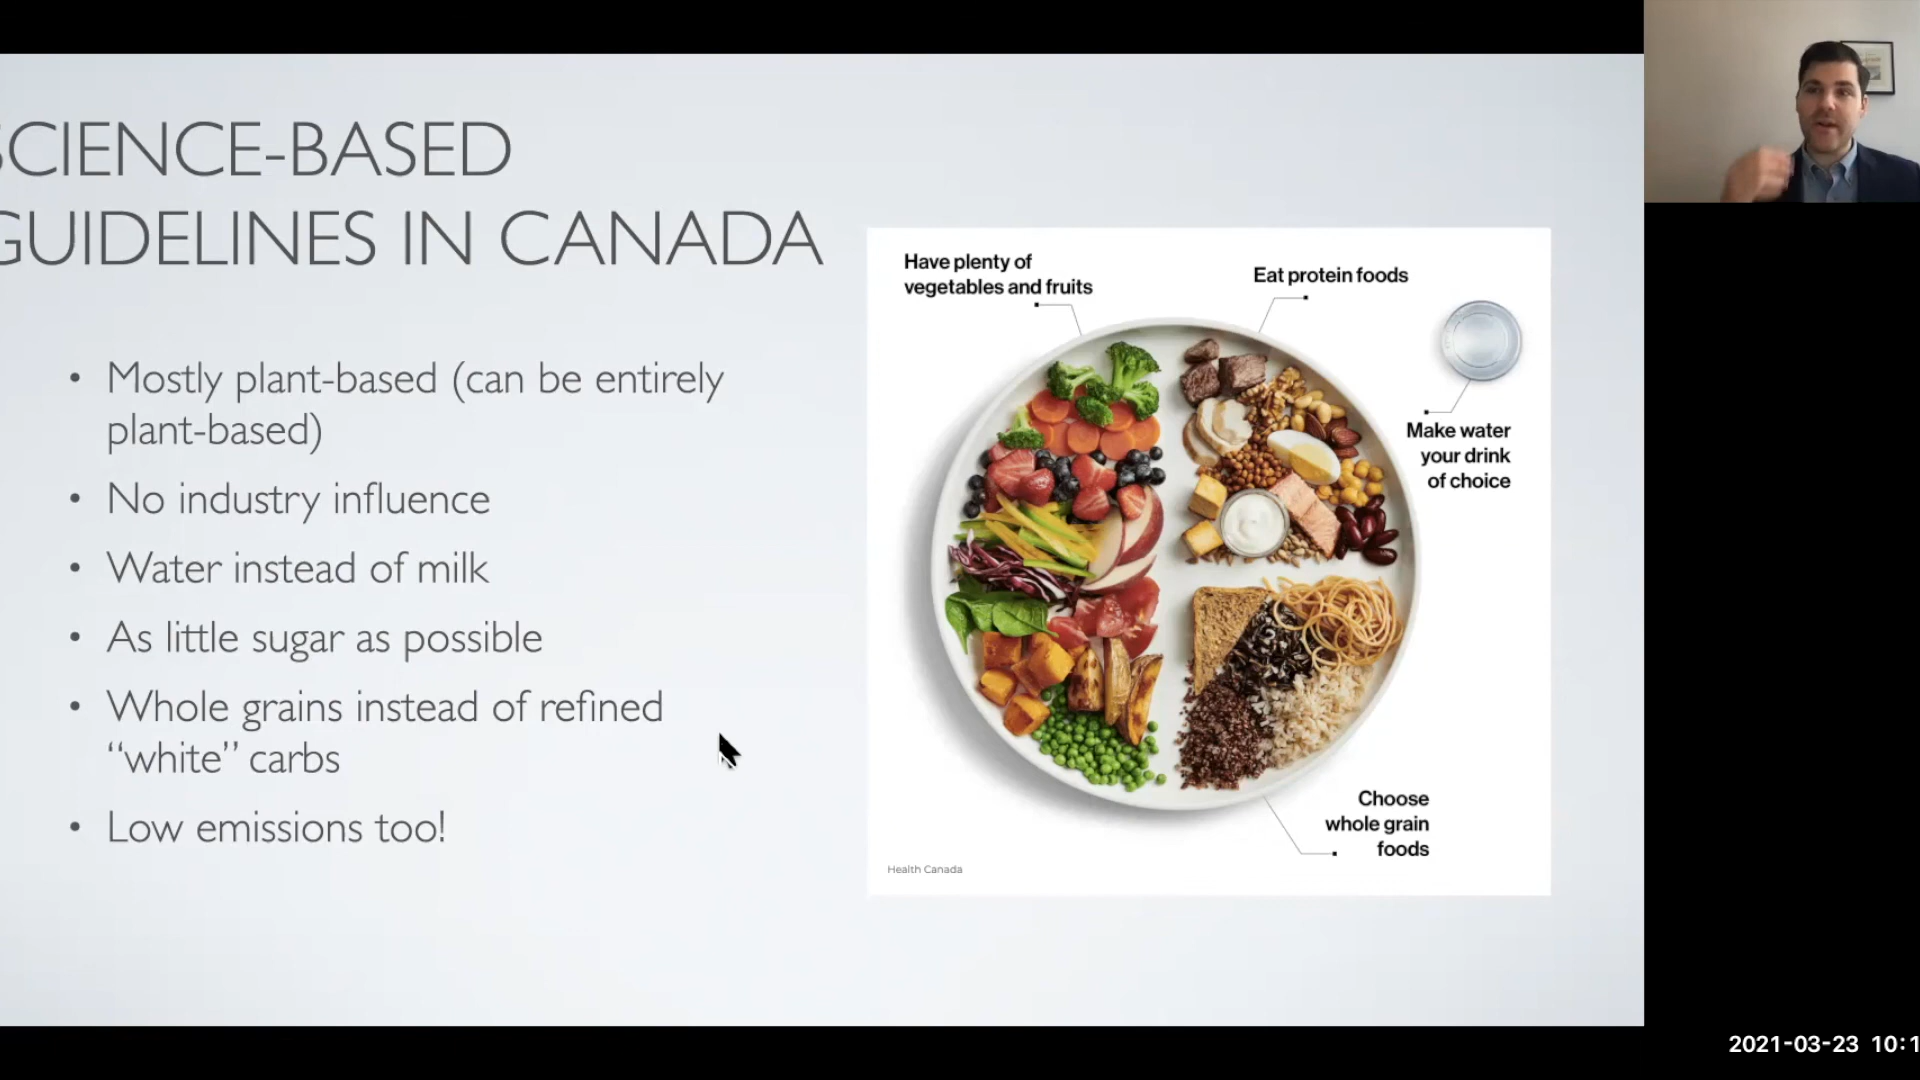 SCIENCE-BASED
GUIDELINES IN CANADA
• Mostly plant-based (can be entirely
plant-based)
• No industry influence
• Water instead of milk
• As little sugar as possible
• Whole grains instead of refined
“white” carbs
• Low emissions too!
Have plenty of
vegetables and fruits
Eat protein foods
Make water
your drink
of choice
Choose
whole grain
foods
Health Canada
2021-03-23 10:1